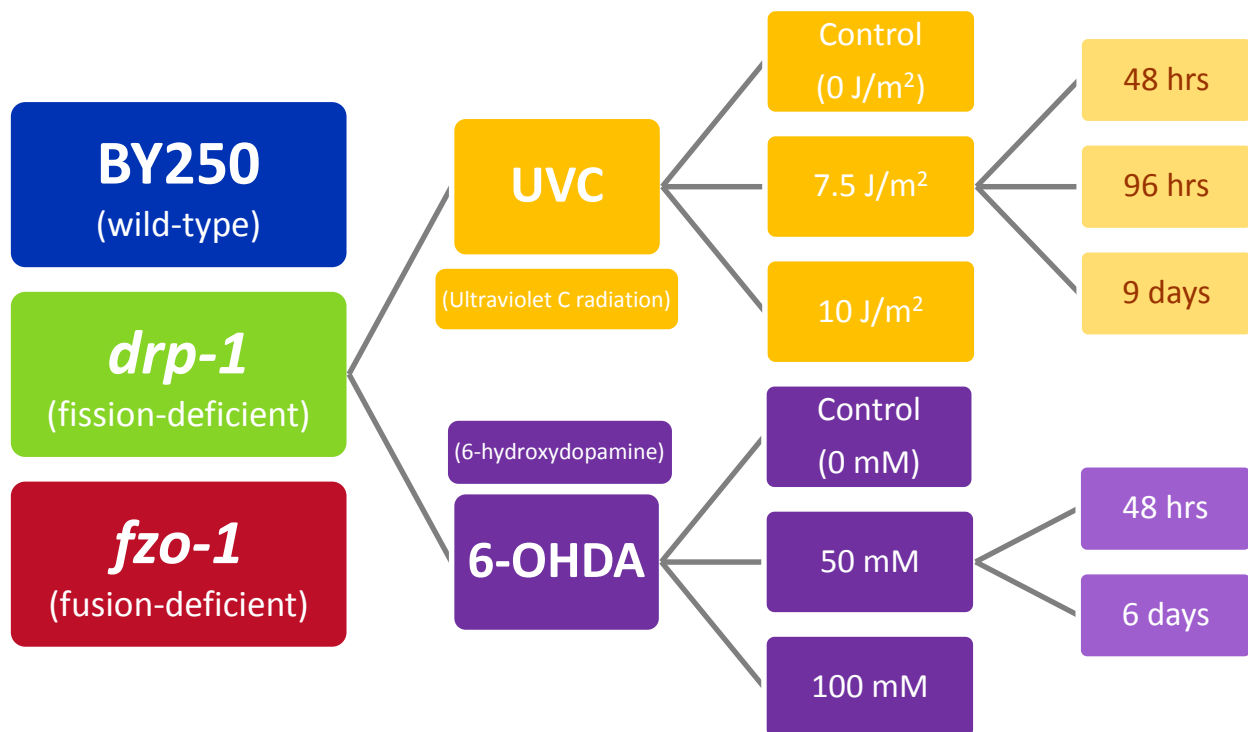 BY250
(wild-type)
drp-1
(fission-deficient)
fzo-1
(fusion-deficient)
UVC
(Ultraviolet C radiation)
(6-hydroxydopamine)
6-OHDA
Control
(0 J/m²)
7.5 J/m²
10 J/m²
Control
(0 mM)
50 mM
100 mM
48 hrs
96 hrs
9 days
48 hrs
6 days